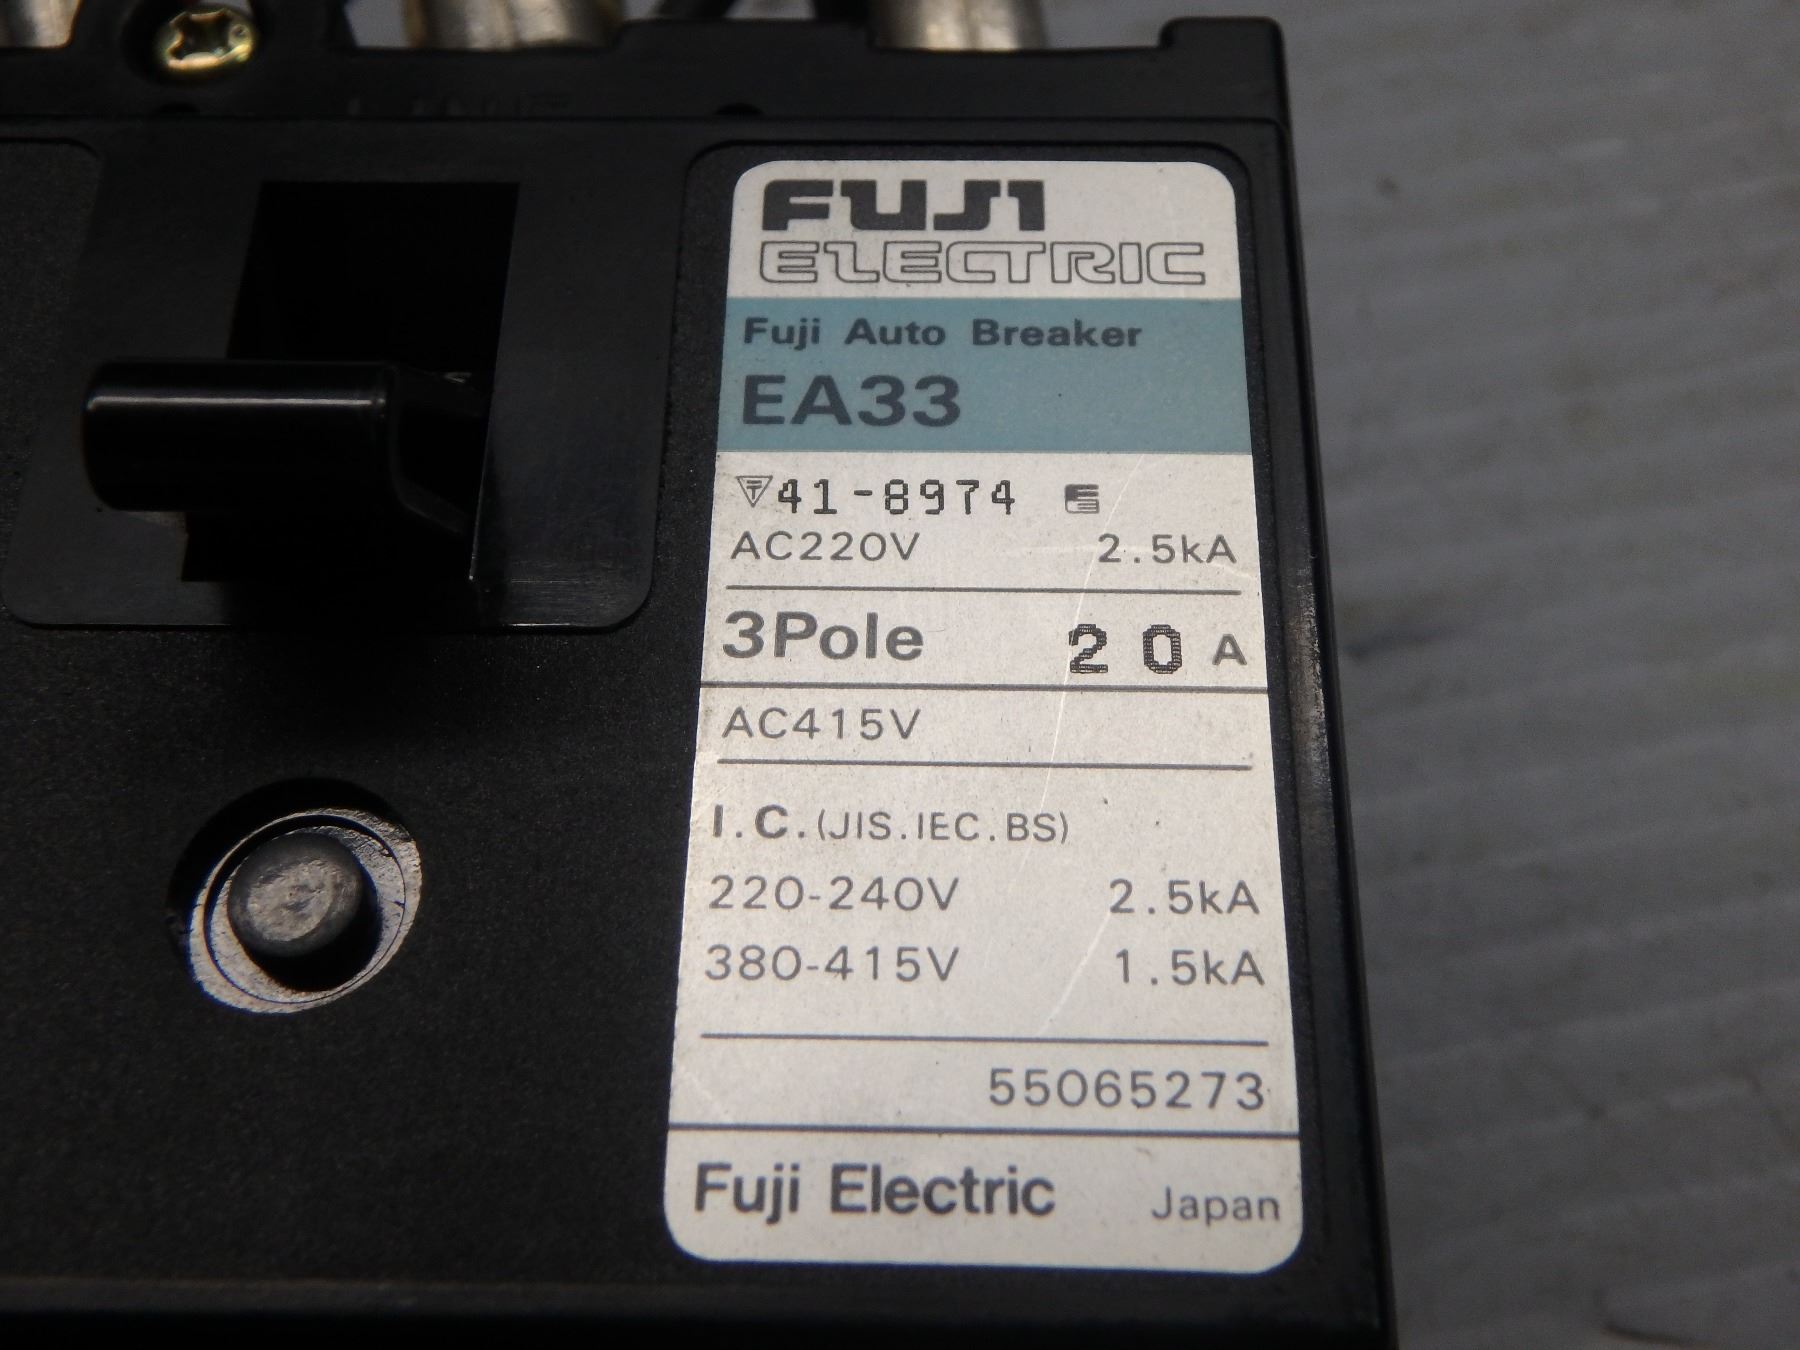 FUJI
ELECTRIC
Fuji Auto Breaker
EA33
41-8974
AC220V 2.5kA
3Pole 20 A
AC415V
I.C.(JIS.IEC.BS)
220-240V 2.5kA
380-415V 1.5kA
55065273
Fuji Electric Japan